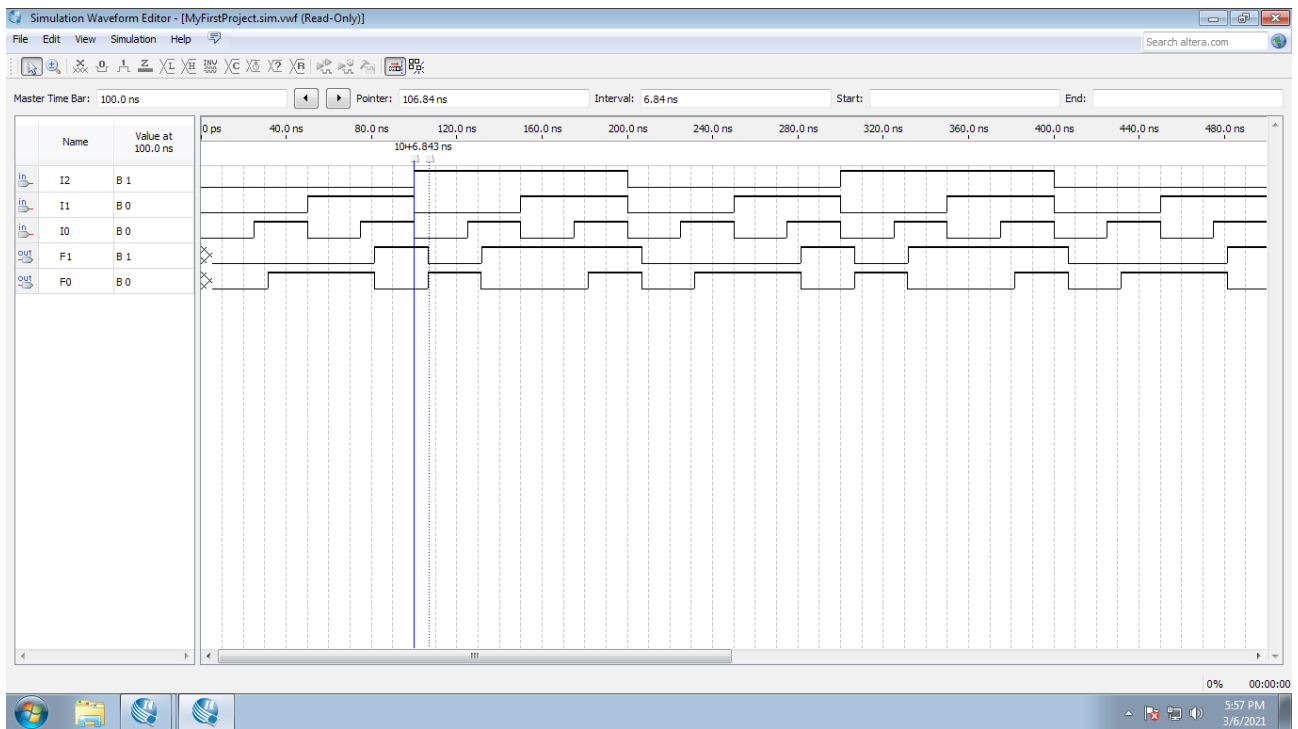 Simulation Waveform Editor - [MyFirstProject.sim.vwf (Read-Only)]
File Edit View Simulation Help
Search altera.com
Master Time Bar: 100.0 ns Pointer: 106.84 ns Interval: 6.84 ns Start: End:
Name Value at 100.0 ns
0 ps 40.0 ns 80.0 ns 120.0 ns 160.0 ns 200.0 ns 240.0 ns 280.0 ns 320.0 ns 360.0 ns 400.0 ns 440.0 ns 480.0 ns
10+6.843 ns
in I2 B 1
in I1 B 0
in I0 B 0
out F1 B 1
out F0 B 0
0% 00:00:00
5:57 PM
3/6/2021